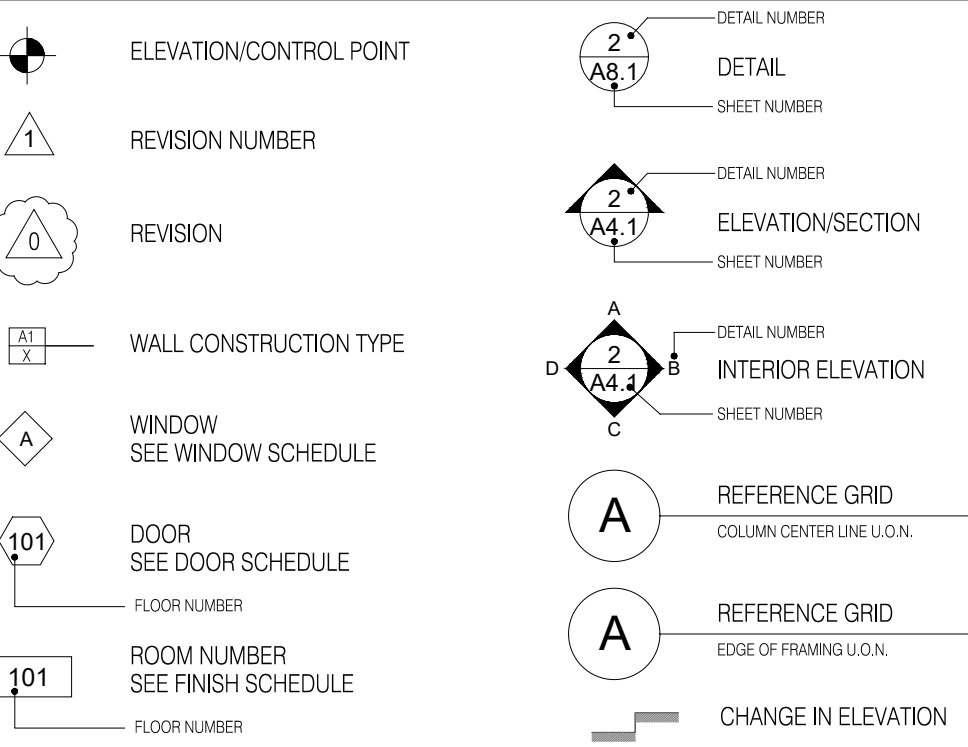 ELEVATION/CONTROL POINT
1
REVISION NUMBER
0
REVISION
A1
X
WALL CONSTRUCTION TYPE
A
WINDOW
SEE WINDOW SCHEDULE
101
DOOR
SEE DOOR SCHEDULE
FLOOR NUMBER
101
ROOM NUMBER
SEE FINISH SCHEDULE
FLOOR NUMBER
DETAIL NUMBER
2
A8.1
DETAIL
SHEET NUMBER
DETAIL NUMBER
2
A4.1
ELEVATION/SECTION
SHEET NUMBER
A
DETAIL NUMBER
2
D
B
A4.1
INTERIOR ELEVATION
SHEET NUMBER
C
A
REFERENCE GRID
COLUMN CENTER LINE U.O.N.
A
REFERENCE GRID
EDGE OF FRAMING U.O.N.
CHANGE IN ELEVATION